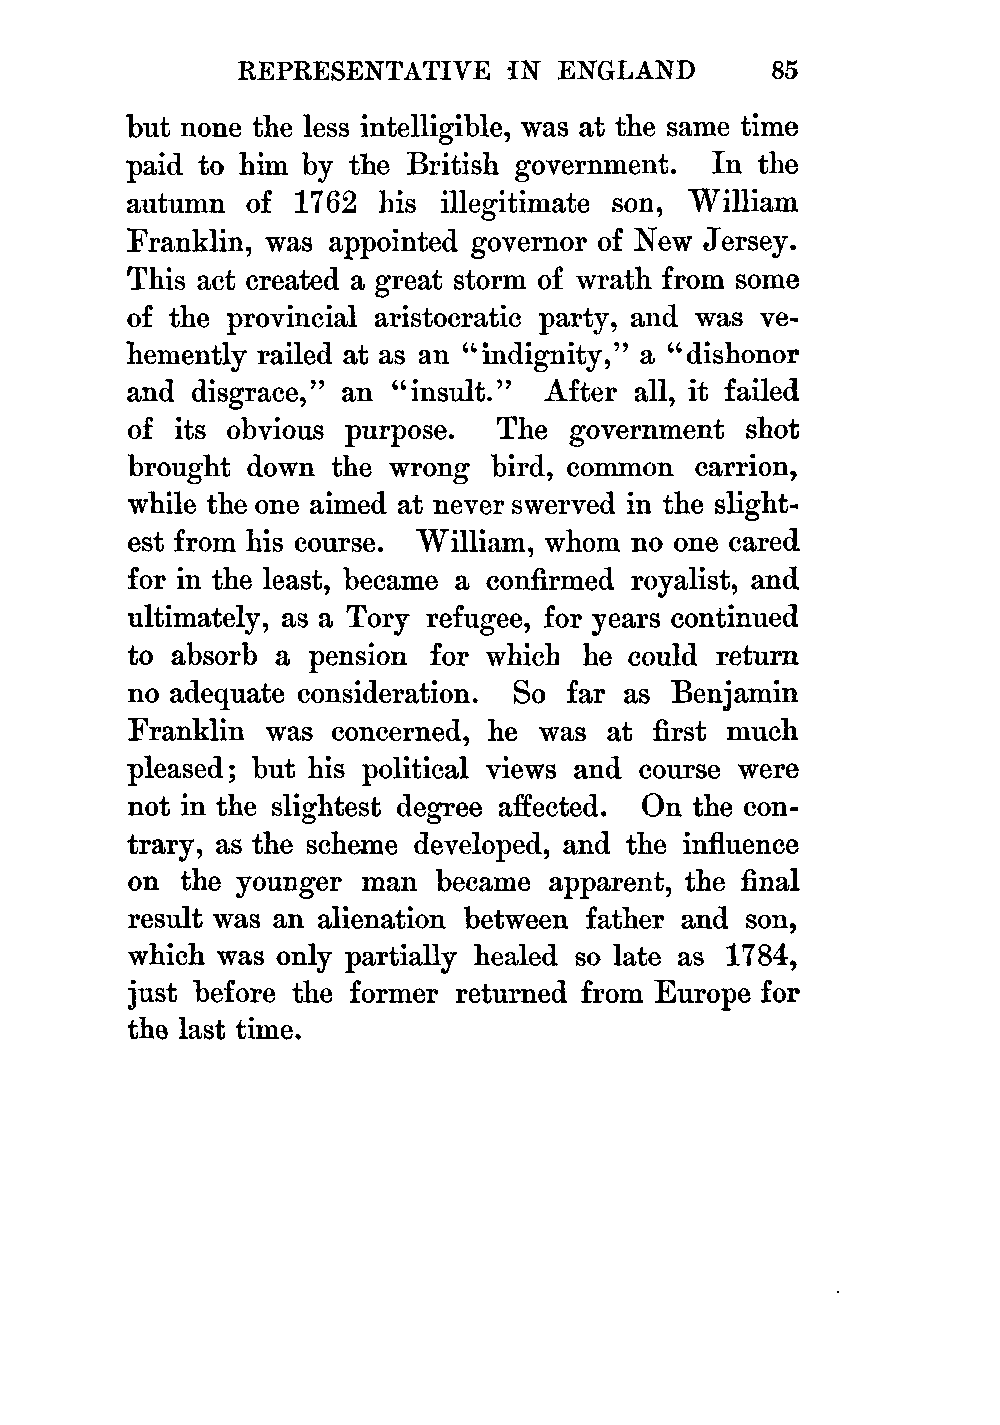 REPRESENTATIVE IN ENGLAND 85
but none the less intelligible, was at the same time
paid to him by the British government. In the
autumn of 1762 his illegitimate son, William
Franklin, was appointed governor of New Jersey.
This act created a great storm of wrath from some
of the provincial aristocratic party, and was ve-
hemently railed at as an “indignity,” a “dishonor
and disgrace,” an “insult.” After all, it failed
of its obvious purpose. The government shot
brought down the wrong bird, common carrion,
while the one aimed at never swerved in the slight-
est from his course. William, whom no one cared
for in the least, became a confirmed royalist, and
ultimately, as a Tory refugee, for years continued
to absorb a pension for which he could return
no adequate consideration. So far as Benjamin
Franklin was concerned, he was at first much
pleased; but his political views and course were
not in the slightest degree affected. On the con-
trary, as the scheme developed, and the influence
on the younger man became apparent, the final
result was an alienation between father and son,
which was only partially healed so late as 1784,
just before the former returned from Europe for
the last time.